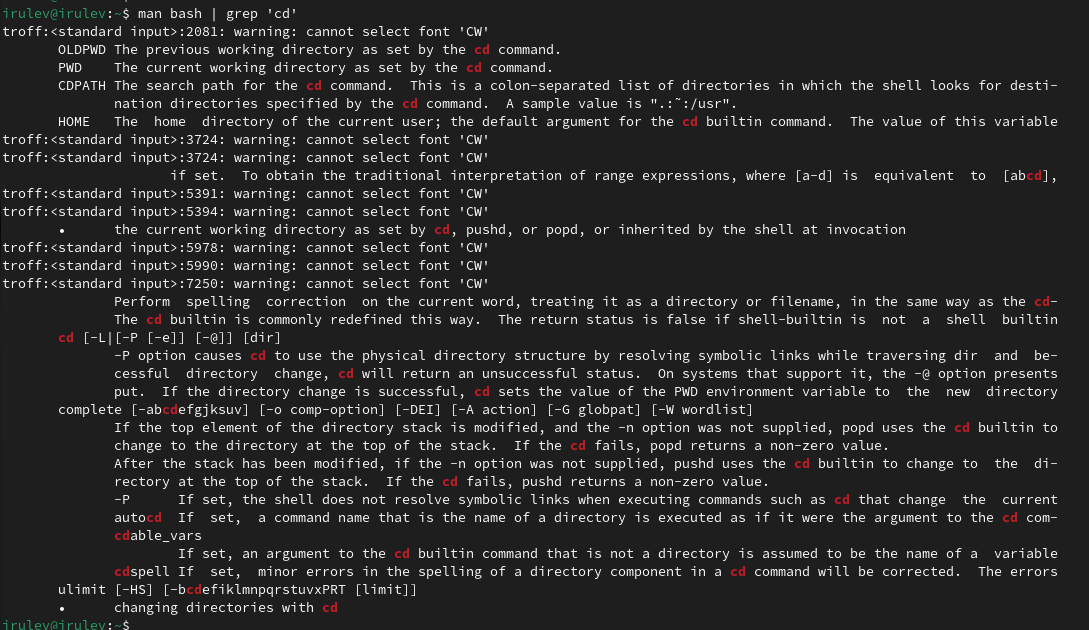 irulev@irulev:~$ man bash | grep 'cd'
troff:<standard input>:2081: warning: cannot select font 'CW'
       OLDPWD The previous working directory as set by the cd command.
       PWD    The current working directory as set by the cd command.
       CDPATH The search path for the cd command.  This is a colon-separated list of directories in which the shell looks for desti-
              nation directories specified by the cd command.  A sample value is ".:~:/usr".
       HOME   The  home  directory of the current user; the default argument for the cd builtin command.  The value of this variable
troff:<standard input>:3724: warning: cannot select font 'CW'
troff:<standard input>:3724: warning: cannot select font 'CW'
                     if set.  To obtain the traditional interpretation of range expressions, where [a-d] is  equivalent  to  [abcd],
troff:<standard input>:5391: warning: cannot select font 'CW'
troff:<standard input>:5394: warning: cannot select font 'CW'
       •      the current working directory as set by cd, pushd, or popd, or inherited by the shell at invocation
troff:<standard input>:5978: warning: cannot select font 'CW'
troff:<standard input>:5990: warning: cannot select font 'CW'
troff:<standard input>:7250: warning: cannot select font 'CW'
              Perform  spelling  correction  on the current word, treating it as a directory or filename, in the same way as the cd-
              The cd builtin is commonly redefined this way.  The return status is false if shell-builtin is  not  a  shell  builtin
       cd [-L|[-P [-e]] [-@]] [dir]
              -P option causes cd to use the physical directory structure by resolving symbolic links while traversing dir  and  be-
              cessful  directory  change, cd will return an unsuccessful status.  On systems that support it, the -@ option presents
              put.  If the directory change is successful, cd sets the value of the PWD environment variable to  the  new  directory
       complete [-abcdefgjksuv] [-o comp-option] [-DEI] [-A action] [-G globpat] [-W wordlist]
              If the top element of the directory stack is modified, and the -n option was not supplied, popd uses the cd builtin to
              change to the directory at the top of the stack.  If the cd fails, popd returns a non-zero value.
              After the stack has been modified, if the -n option was not supplied, pushd uses the cd builtin to change to  the  di-
              rectory at the top of the stack.  If the cd fails, pushd returns a non-zero value.
              -P      If set, the shell does not resolve symbolic links when executing commands such as cd that change  the  current
              autocd  If  set,  a command name that is the name of a directory is executed as if it were the argument to the cd com-
              cdable_vars
                      If set, an argument to the cd builtin command that is not a directory is assumed to be the name of a  variable
              cdspell If  set,  minor errors in the spelling of a directory component in a cd command will be corrected.  The errors
       ulimit [-HS] [-bcdefiklmnpqrstuvxPRT [limit]]
       •      changing directories with cd
irulev@irulev:~$